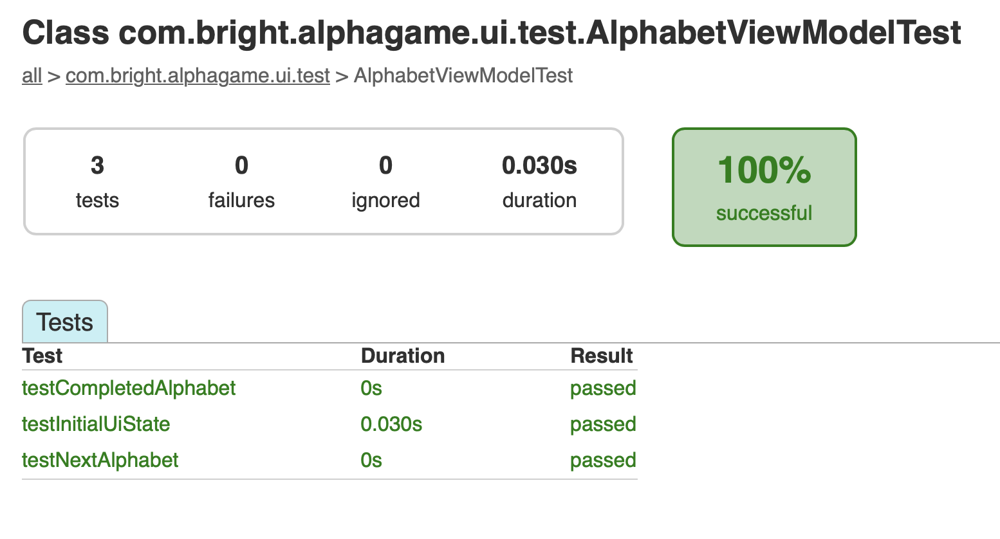 Class com.bright.alphagame.ui.test.AlphabetViewModelTest
all > com.bright.alphagame.ui.test > AlphabetViewModelTest
3 0 0 0.030s
tests failures ignored duration
100%
successful
Tests
Test Duration Result
testCompletedAlphabet 0s passed
testInitialUiState 0.030s passed
testNextAlphabet 0s passed